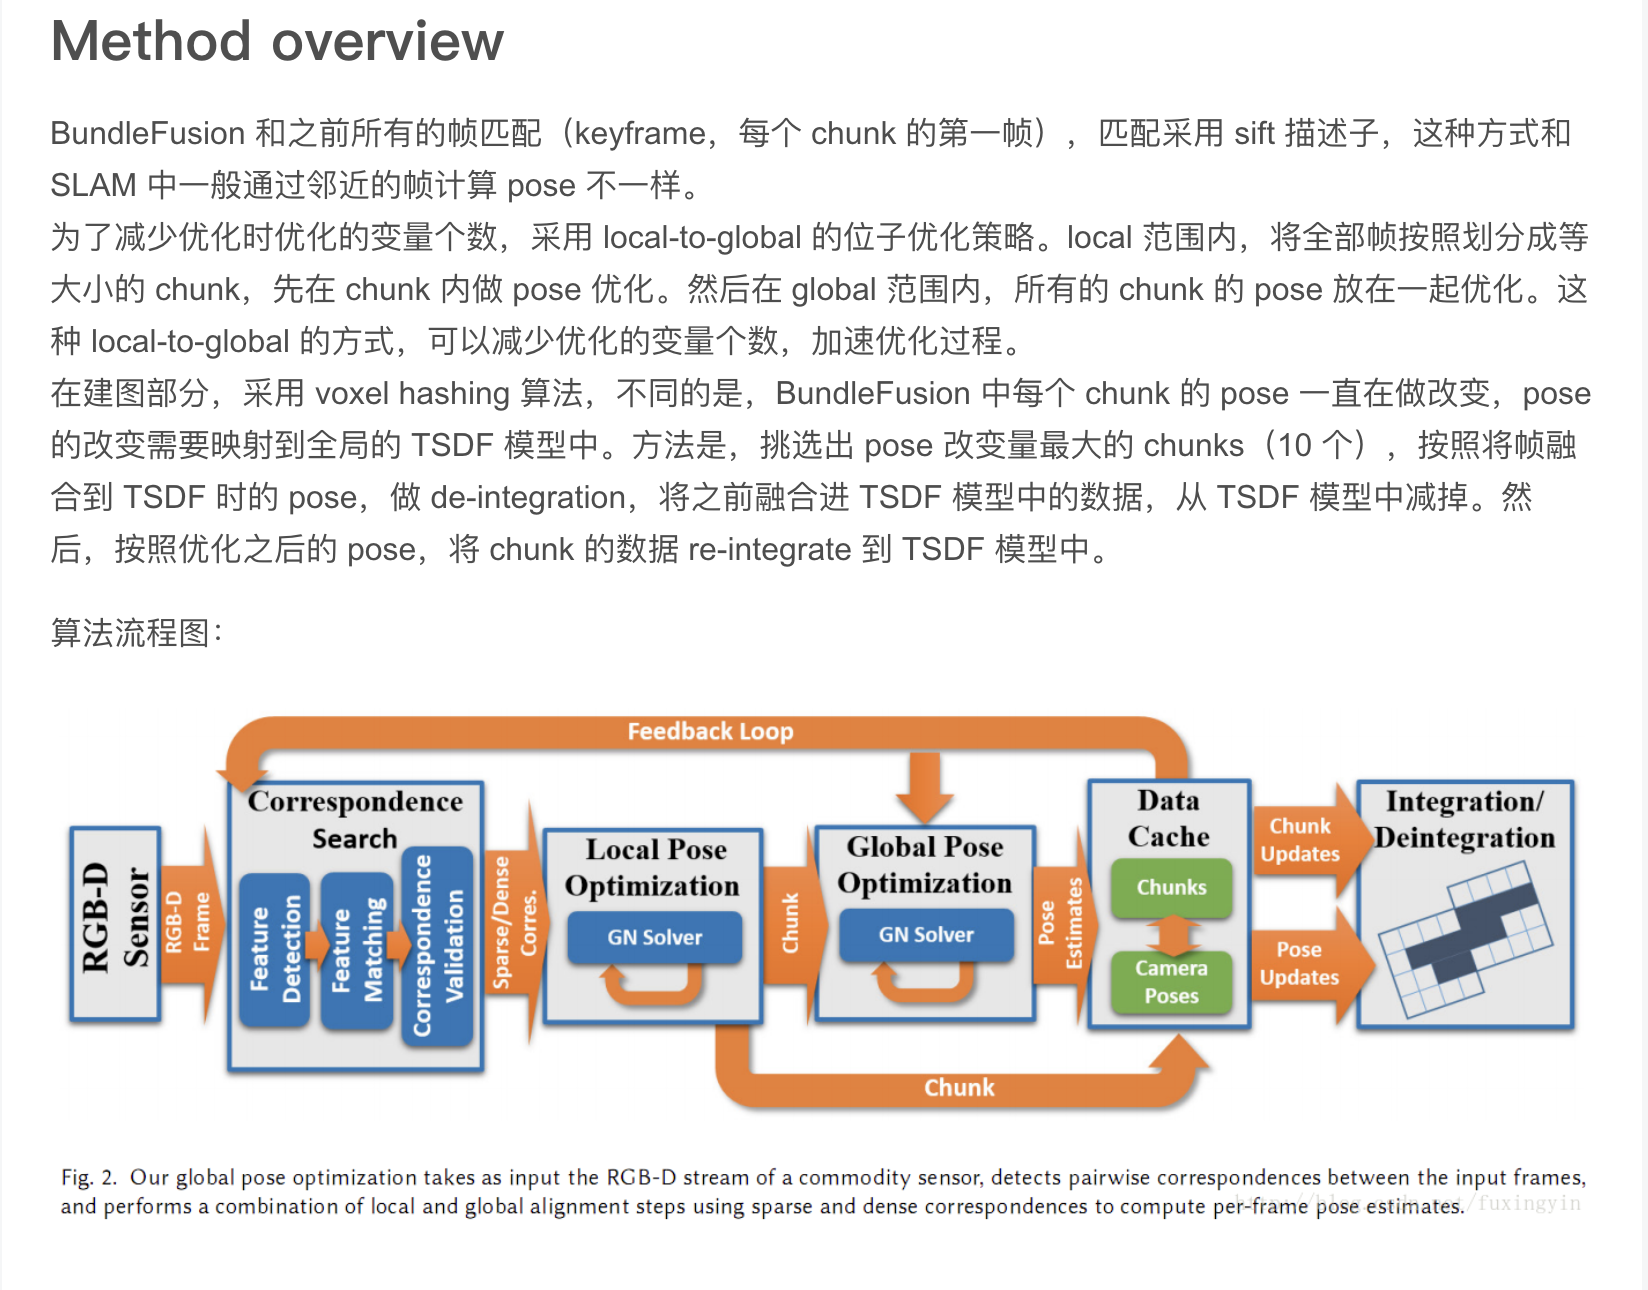 Method overview
BundleFusion 和之前所有的帧匹配（keyframe，每个 chunk 的第一帧），匹配采用 sift 描述子，这种方式和
SLAM 中一般通过邻近的帧计算 pose 不一样。
为了减少优化时优化的变量个数，采用 local-to-global 的位子优化策略。local 范围内，将全部帧按照划分成等
大小的 chunk，先在 chunk 内做 pose 优化。然后在 global 范围内，所有的 chunk 的 pose 放在一起优化。这
种 local-to-global 的方式，可以减少优化的变量个数，加速优化过程。
在建图部分，采用 voxel hashing 算法，不同的是，BundleFusion 中每个 chunk 的 pose 一直在做改变，pose
的改变需要映射到全局的 TSDF 模型中。方法是，挑选出 pose 改变量最大的 chunks（10 个），按照将帧融
合到 TSDF 时的 pose，做 de-integration，将之前融合进 TSDF 模型中的数据，从 TSDF 模型中减掉。然
后，按照优化之后的 pose，将 chunk 的数据 re-integrate 到 TSDF 模型中。
算法流程图：
Feedback Loop
RGB-D
Sensor
RGB-D
Frame
Correspondence
Search
Feature
Detection
Feature
Matching
Correspondence
Validation
Sparse/Dense
Corres.
Local Pose
Optimization
GN Solver
Chunk
Global Pose
Optimization
GN Solver
Pose
Estimates
Data
Cache
Chunks
Camera
Poses
Chunk
Updates
Pose
Updates
Integration/
Deintegration
Chunk
Fig. 2. Our global pose optimization takes as input the RGB-D stream of a commodity sensor, detects pairwise correspondences between the input frames,
and performs a combination of local and global alignment steps using sparse and dense correspondences to compute per-frame pose estimates.
http://blog.csdn.net/fuxingyin